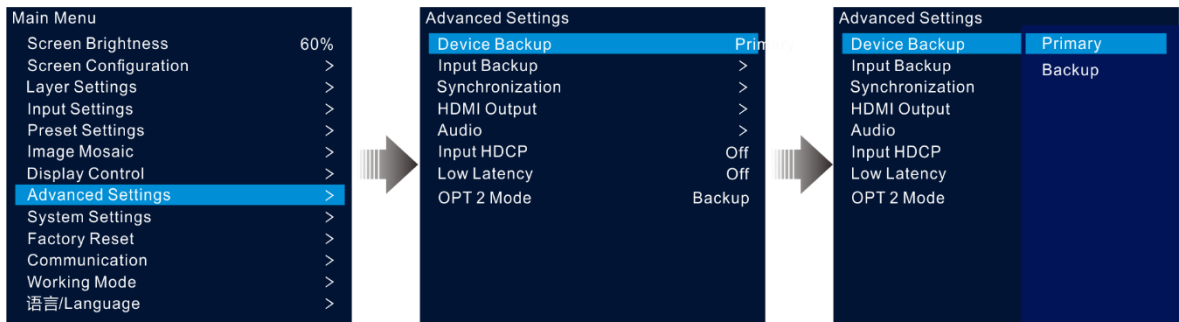 Main Menu
Screen Brightness 60%
Screen Configuration >
Layer Settings >
Input Settings >
Preset Settings >
Image Mosaic >
Display Control >
Advanced Settings >
System Settings >
Factory Reset >
Communication >
Working Mode >
语言/Language >
Advanced Settings
Device Backup Primary
Input Backup >
Synchronization >
HDMI Output >
Audio >
Input HDCP Off
Low Latency Off
OPT 2 Mode Backup
Advanced Settings
Device Backup Primary
Input Backup Backup
Synchronization
HDMI Output
Audio
Input HDCP
Low Latency
OPT 2 Mode